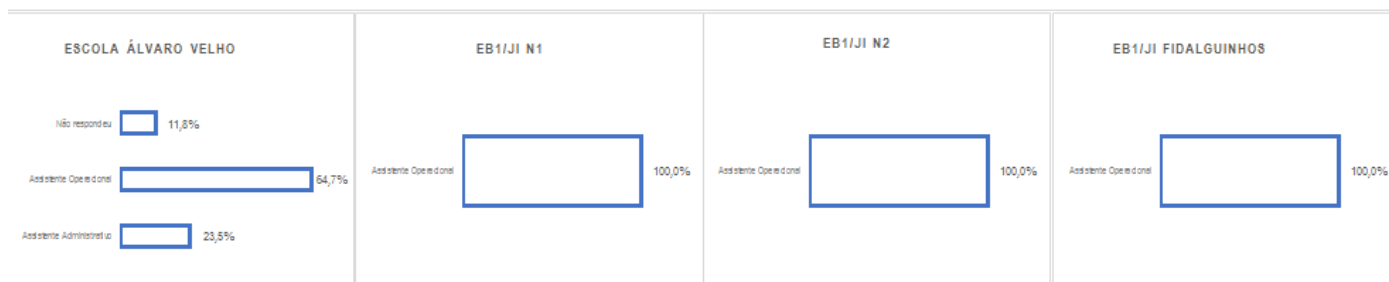 ESCOLA ÁLVARO VELHO
Não respondeu
11,8%
Assistente Operacional
64,7%
Assistente Administrativo
23,5%
EB1/JI N1
Assistente Operacional
100,0%
EB1/JI N2
Assistente Operacional
100,0%
EB1/JI FIDALGUINHOS
Assistente Operacional
100,0%